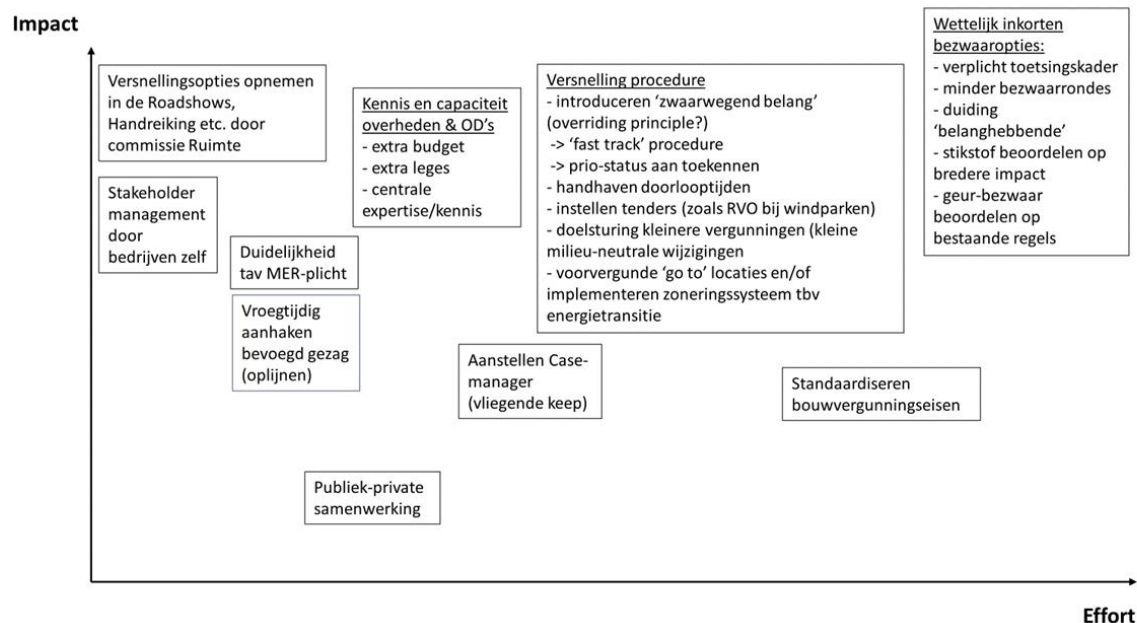 Impact
Versnellingsopties opnemen
in de Roadshows,
Handreiking etc. door
commissie Ruimte
Stakeholder
management
door
bedrijven zelf
Duidelijkheid
tav MER-plicht
Vroegtijdig
aanhaken
bevoegd gezag
(oplijnen)
Kennis en capaciteit
overheden & OD’s
- extra budget
- extra leges
- centrale
expertise/kennis
Versnelling procedure
- introduceren ‘zwaarwegend belang’
(overriding principle?)
-> ‘fast track’ procedure
-> prio-status aan toekennen
- handhaven doorlooptijden
- instellen tenders (zoals RVO bij windparken)
- doelsturing kleinere vergunningen (kleine
milieu-neutrale wijzigingen
- voorvergunde ‘go to’ locaties en/of
implementeren zoneringssysteem tbv
energietransitie
Wettelijk inkorten
bezwaaropties:
- verplicht toetsingskader
- minder bezwaarrondes
- duiding
‘belanghebbende’
- stikstof beoordelen op
bredere impact
- geur-bezwaar
beoordelen op
bestaande regels
Aanstellen Case-
manager
(vliegende keep)
Standaardiseren
bouwvergunningseisen
Publiek-private
samenwerking
Effort